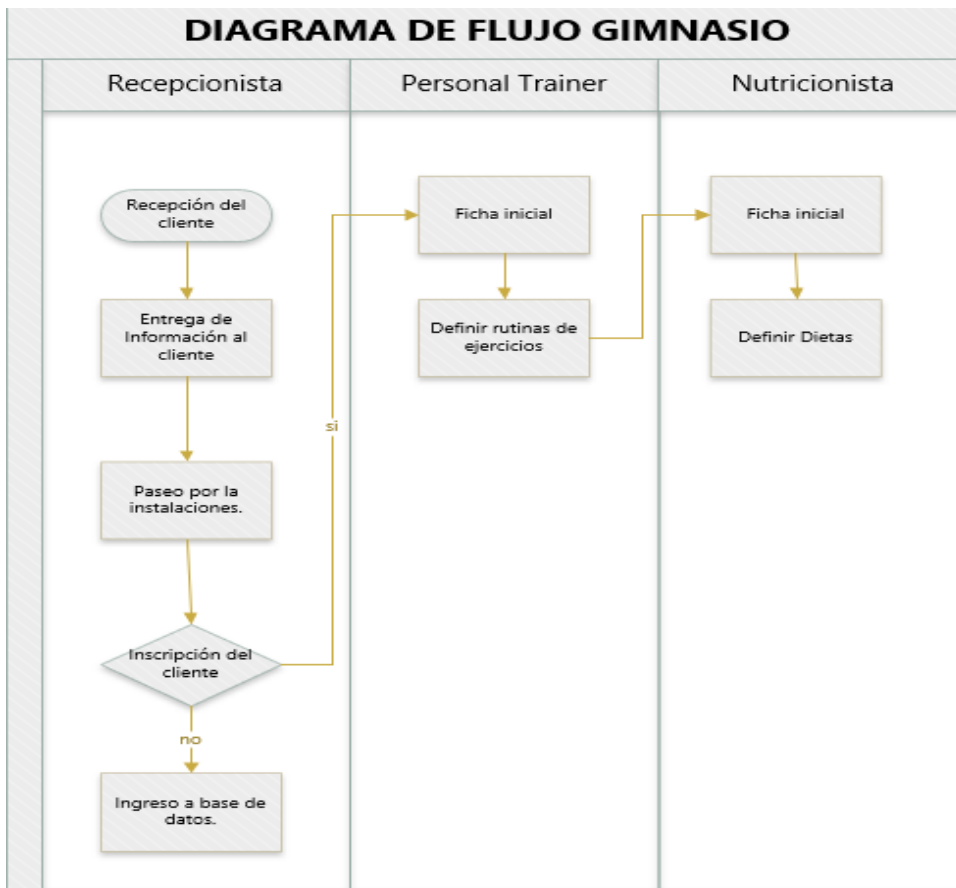 DIAGRAMA DE FLUJO GIMNASIO
Recepcionista
Personal Trainer
Nutricionista
Recepción del
cliente
Entrega de
Información al
cliente
Paseo por la
instalaciones.
Inscripción del
cliente
no
Ingreso a base de
datos.
si
Ficha inicial
Definir rutinas de
ejercicios
Ficha inicial
Definir Dietas